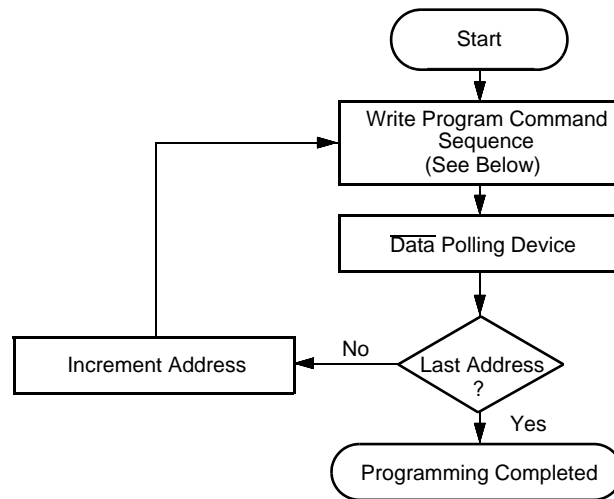 Start
Write Program Command
Sequence
(See Below)
Data Polling Device
Increment Address
No
Last Address
?
Yes
Programming Completed